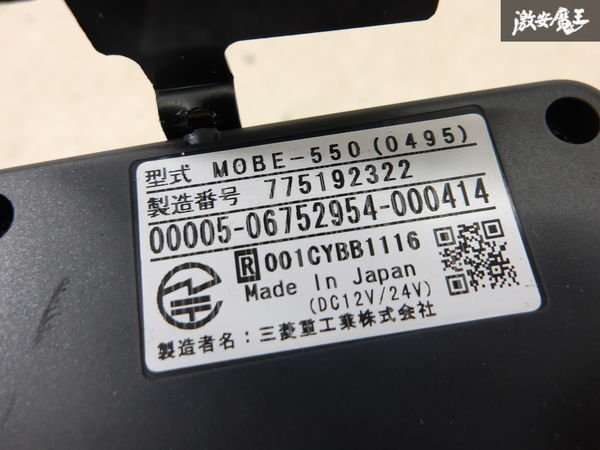 激安魔王
型式 MOBE-550(0495)
製造番号 775192322
00005-06752954-000414
R 001CYBB1116
Made In Japan
(DC12V/24V)
製造者名：三菱重工業株式会社